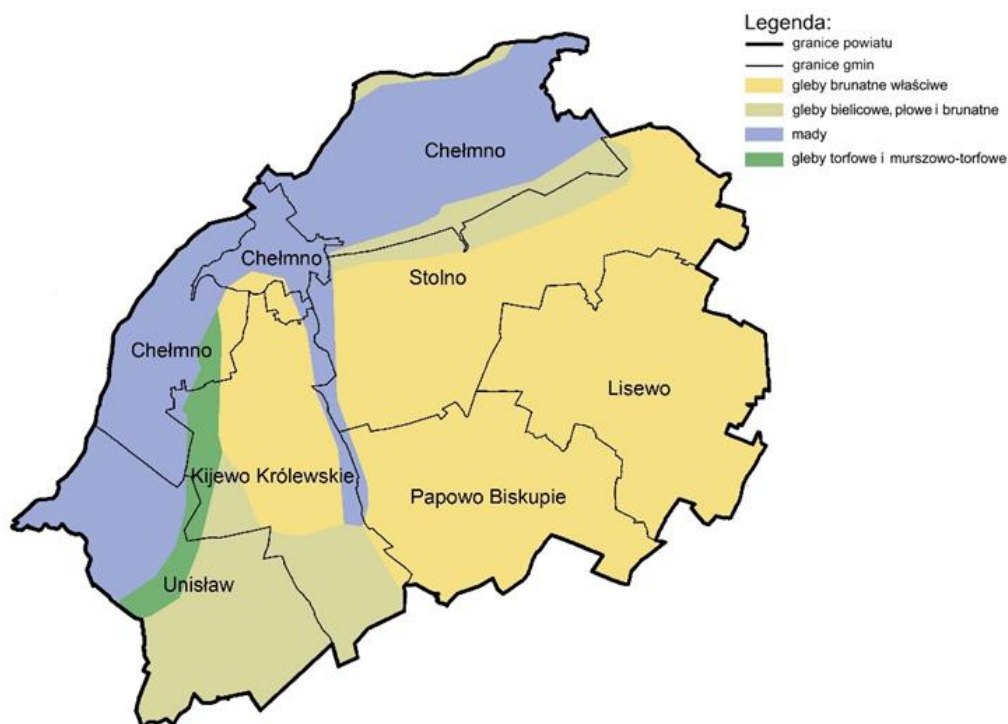 Legenda:
granice powiatu
granice gmin
gleby brunatne właściwe
gleby bielicowe, płowe i brunatne
mady
gleby torfowe i murszowo-torfowe
Chełmno
Chełmno
Stolno
Chełmno
Lisewo
Kijewo Królewskie
Papowo Biskupie
Unisław